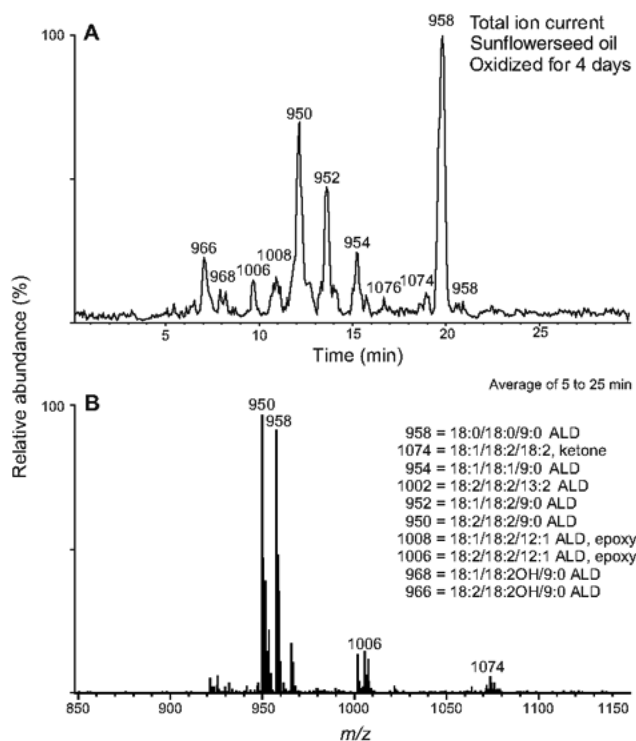 A
Total ion current
Sunflowerseed oil
Oxidized for 4 days
100
958
950
952
966
968
1006
1008
954
1076
1074
958
5
10
15
20
25
Time (min)
Relative abundance (%)
Average of 5 to 25 min
B
100
950
958
1006
1074
958 = 18:0/18:0/9:0 ALD
1074 = 18:1/18:2/18:2, ketone
954 = 18:1/18:1/9:0 ALD
1002 = 18:2/18:2/13:2 ALD
952 = 18:1/18:2/9:0 ALD
950 = 18:2/18:2/9:0 ALD
1008 = 18:1/18:2/12:1 ALD, epoxy
1006 = 18:2/18:2/12:1 ALD, epoxy
968 = 18:1/18:2OH/9:0 ALD
966 = 18:2/18:2OH/9:0 ALD
850
900
950
1000
1050
1100
1150
m/z